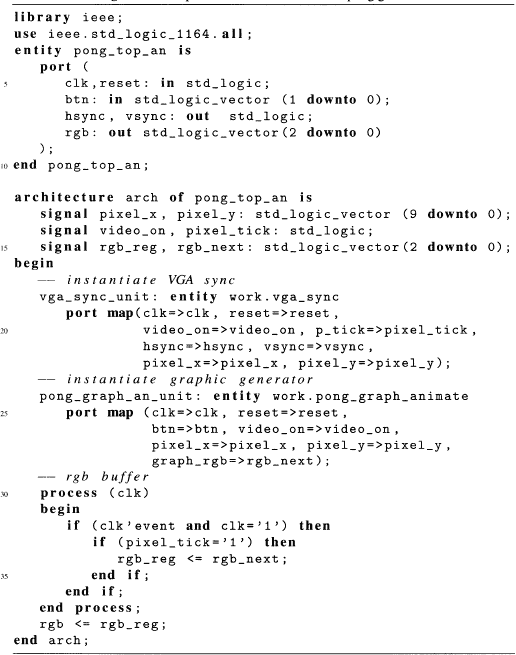 library ieee;
use ieee.std_logic_1164.all;
entity pong_top_an is
port (
5 clk,reset: in std_logic;
btn: in std_logic_vector (1 downto 0);
hsync, vsync: out std_logic;
rgb: out std_logic_vector(2 downto 0)
);
10 end pong_top_an;
architecture arch of pong_top_an is
signal pixel_x, pixel_y: std_logic_vector (9 downto 0);
signal video_on, pixel_tick: std_logic;
15 signal rgb_reg, rgb_next: std_logic_vector(2 downto 0);
begin
-- instantiate VGA sync
vga_sync_unit: entity work.vga_sync
port map(clk=>clk, reset=>reset,
20 video_on=>video_on, p_tick=>pixel_tick,
hsync=>hsync, vsync=>vsync,
pixel_x=>pixel_x, pixel_y=>pixel_y);
-- instantiate graphic generator
pong_graph_an_unit: entity work.pong_graph_animate
25 port map (clk=>clk, reset=>reset,
btn=>btn, video_on=>video_on,
pixel_x=>pixel_x, pixel_y=>pixel_y,
graph_rgb=>rgb_next);
-- rgb buffer
30 process (clk)
begin
if (clk'event and clk='1') then
if (pixel_tick='1') then
rgb_reg <= rgb_next;
35 end if;
end if;
end process;
rgb <= rgb_reg;
end arch;